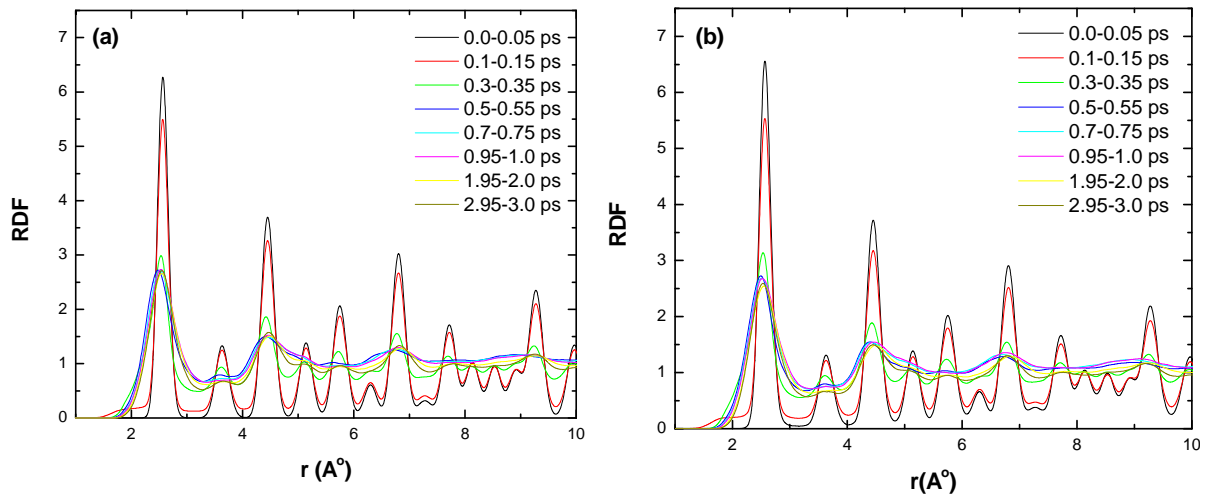 (a)
0.0-0.05 ps
0.1-0.15 ps
0.3-0.35 ps
0.5-0.55 ps
0.7-0.75 ps
0.95-1.0 ps
1.95-2.0 ps
2.95-3.0 ps
7
6
5
4
3
2
1
0
RDF
2
4
6
8
10
r (A°)
(b)
0.0-0.05 ps
0.1-0.15 ps
0.3-0.35 ps
0.5-0.55 ps
0.7-0.75 ps
0.95-1.0 ps
1.95-2.0 ps
2.95-3.0 ps
7
6
5
4
3
2
1
0
RDF
2
4
6
8
10
r(A°)